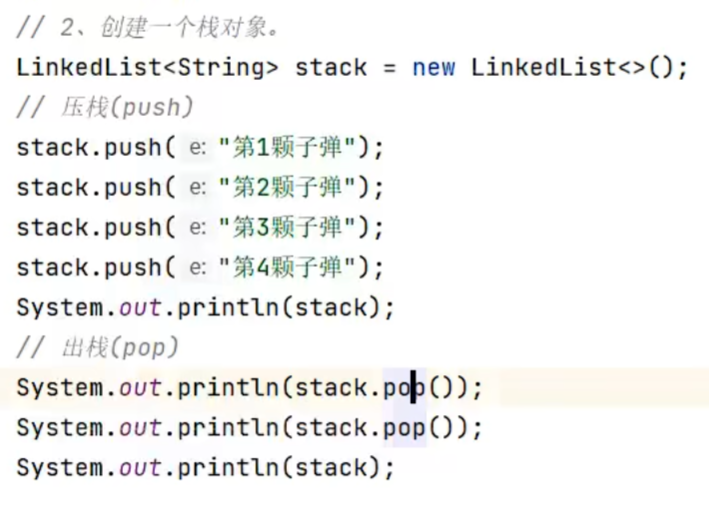 // 2、创建一个栈对象。
LinkedList<String> stack = new LinkedList<>();
// 压栈(push)
stack.push( e: "第1颗子弹");
stack.push( e: "第2颗子弹");
stack.push( e: "第3颗子弹");
stack.push( e: "第4颗子弹");
System.out.println(stack);
// 出栈(pop)
System.out.println(stack.pop());
System.out.println(stack.pop());
System.out.println(stack);